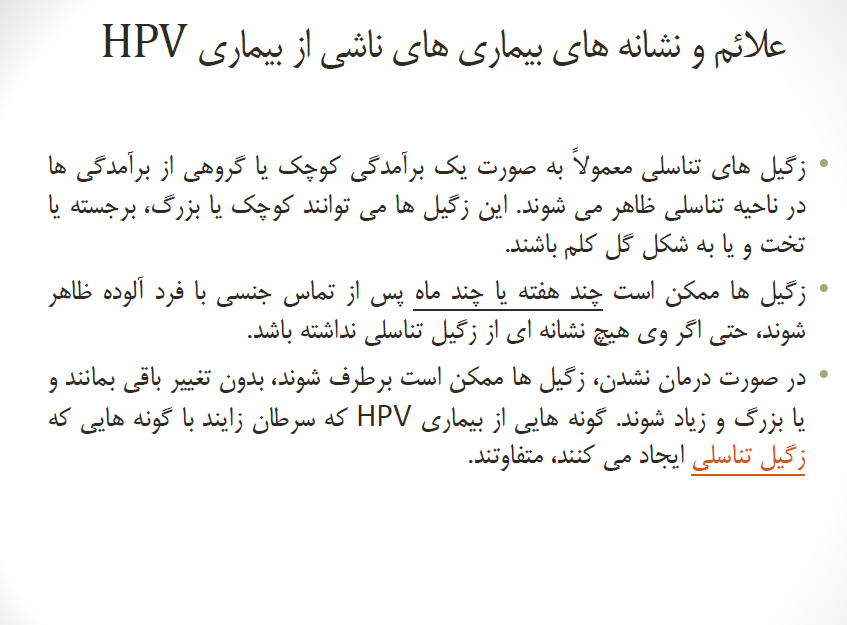 علائم و نشانه های بیماری های ناشی از بیماری HPV
• زگیل های تناسلی معمولاً به صورت یک برآمدگی کوچک یا گروهی از برآمدگی ها
در ناحیه تناسلی ظاهر می شوند. این زگیل ها می توانند کوچک یا بزرگ، برجسته یا
تخت و یا به شکل گل کلم باشند.
• زگیل ها ممکن است چند هفته یا چند ماه پس از تماس جنسی با فرد آلوده ظاهر
شوند، حتی اگر وی هیچ نشانه ای از زگیل تناسلی نداشته باشد.
• در صورت درمان نشدن، زگیل ها ممکن است برطرف شوند، بدون تغییر باقی بمانند و
یا بزرگ و زیاد شوند. گونه هایی از بیماری HPV که سرطان زایند با گونه هایی که
زگیل تناسلی ایجاد می کنند، متفاوتند.